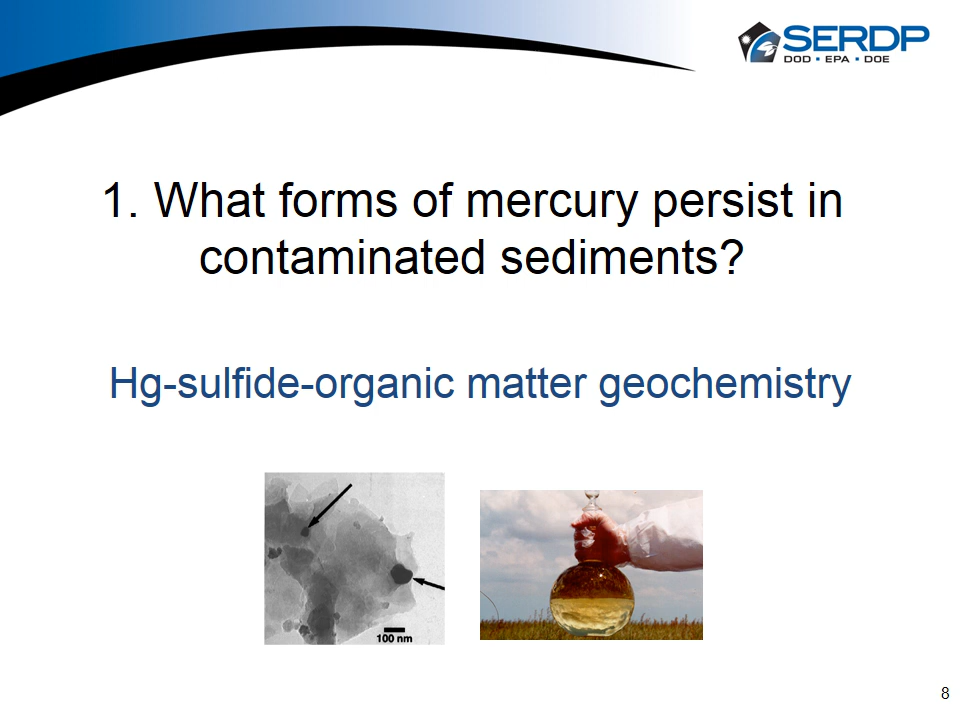 SERDP
DOD • EPA • DOE
1. What forms of mercury persist in
contaminated sediments?
Hg-sulfide-organic matter geochemistry
100 nm
8